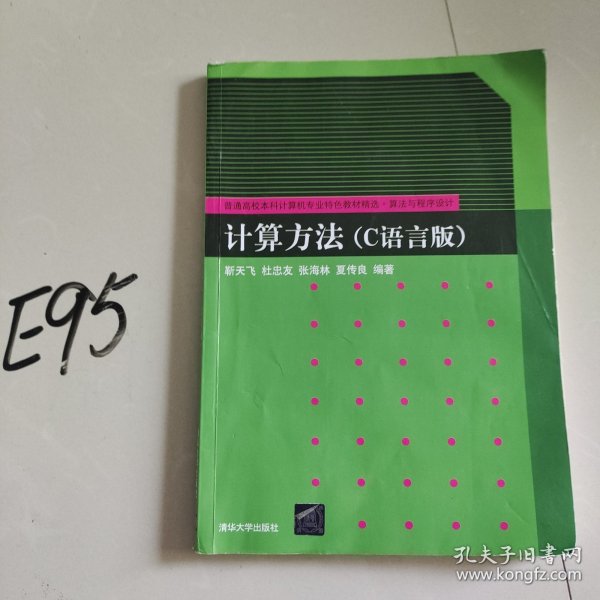 E95
普通高校本科计算机专业特色教材精选·算法与程序设计
计算方法(C语言版)
靳天飞 杜忠友 张海林 夏传良 编著
清华大学出版社
孔夫子旧书网
www.kongfz.com